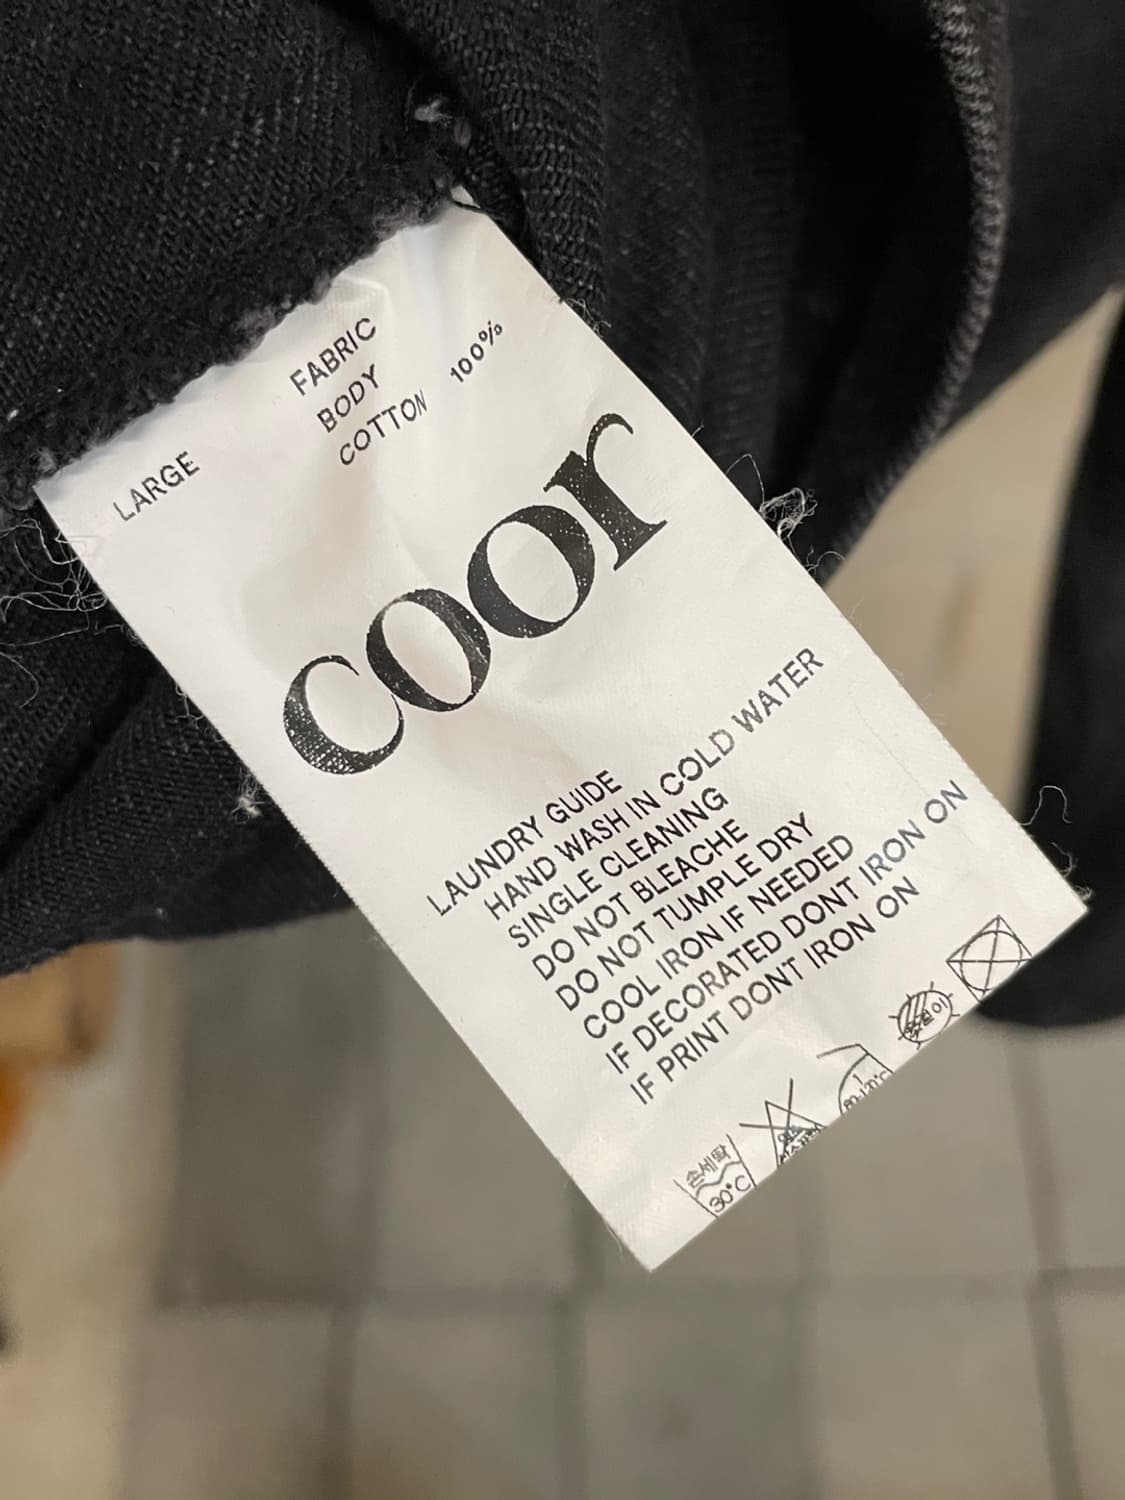 LARGE
FABRIC
BODY
COTTON 100%
coor
LAUNDRY GUIDE
HAND WASH IN COLD WATER
SINGLE CLEANING
DO NOT BLEACHE
DO NOT TUMPLE DRY
COOL IRON IF NEEDED
IF DECORATED DONT IRON ON
IF PRINT DONT IRON ON
손세탁
30°C